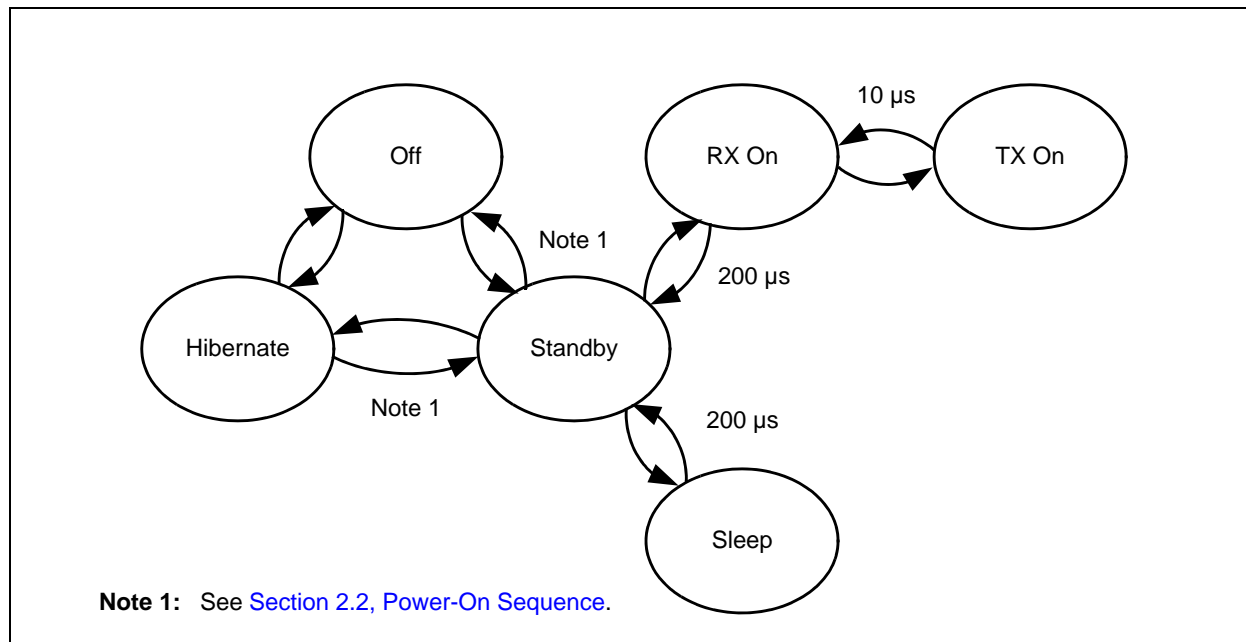 10 µs
Off
RX On
TX On
Note 1
200 µs
Hibernate
Standby
Note 1
200 µs
Sleep
Note 1: See Section 2.2, Power-On Sequence.